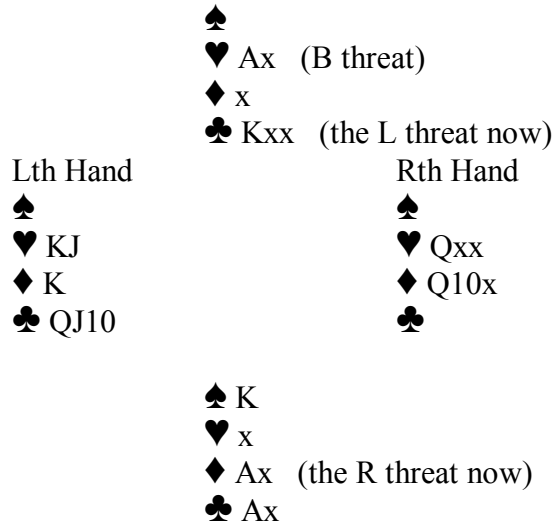 ♠
♥ Ax (B threat)
♦ x
♣ Kxx (the L threat now)
Lth Hand Rth Hand
♠ ♠
♥ KJ ♥ Qxx
♦ K ♦ Q10x
♣ QJ10 ♣
♠ K
♥ x
♦ Ax (the R threat now)
♣ Ax